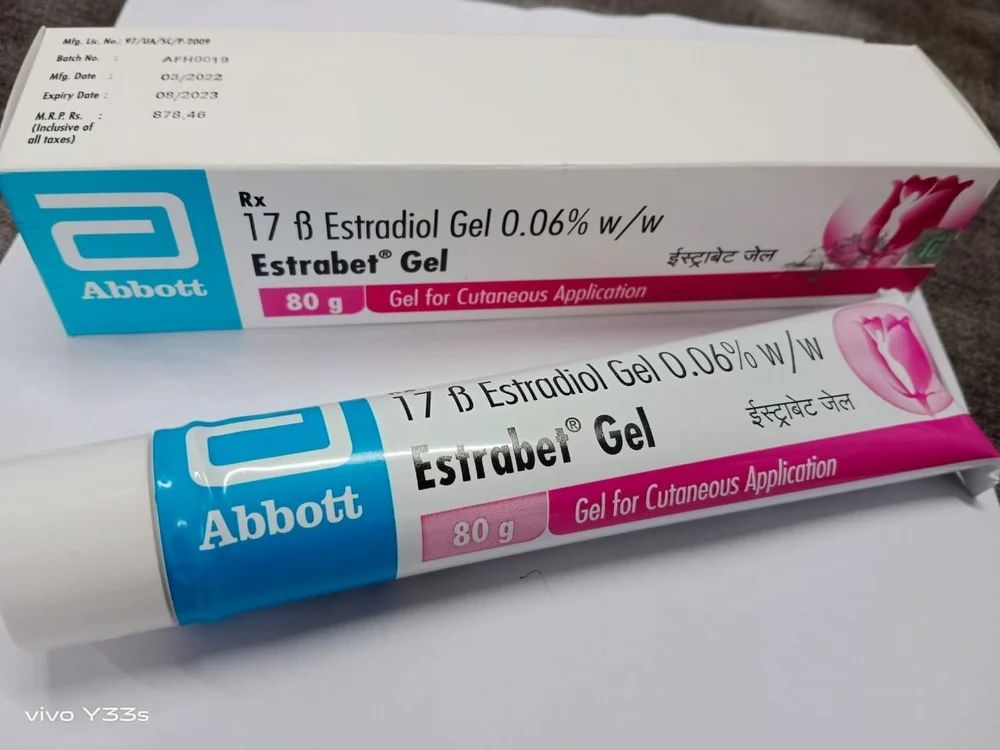 Mfg. Lic. No.: 97/UA/SC/P-2009
Batch No. : AFH0019
Mfg. Date : 03/2022
Expiry Date : 08/2023
M.R.P. Rs. : 878.46
(Inclusive of
all taxes)
Abbott
Rx
17 ß Estradiol Gel 0.06% w/w
Estrabet® Gel
ईस्ट्राबेट जेल
80 g
Gel for Cutaneous Application
Abbott
17 ß Estradiol Gel 0.06% w/w
Estrabet® Gel
ईस्ट्राबेट जेल
80 g
Gel for Cutaneous Application
vivo Y33s